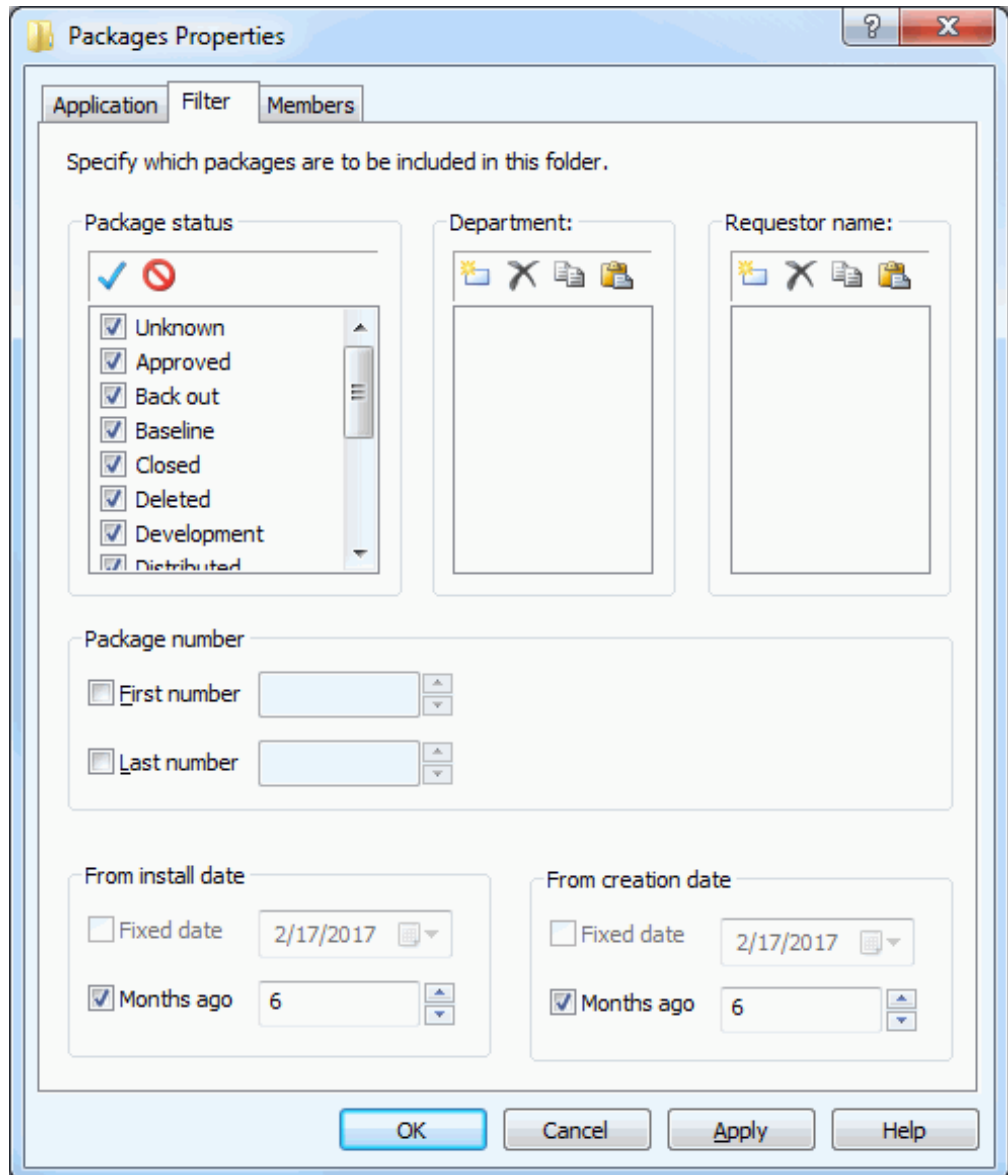 Packages Properties
Application Filter Members
Specify which packages are to be included in this folder.
Package status Department: Requestor name:
Unknown
Approved
Back out
Baseline
Closed
Deleted
Development
Distributed
Package number
First number
Last number
From install date From creation date
Fixed date 2/17/2017 Fixed date 2/17/2017
Months ago 6 Months ago 6
OK Cancel Apply Help